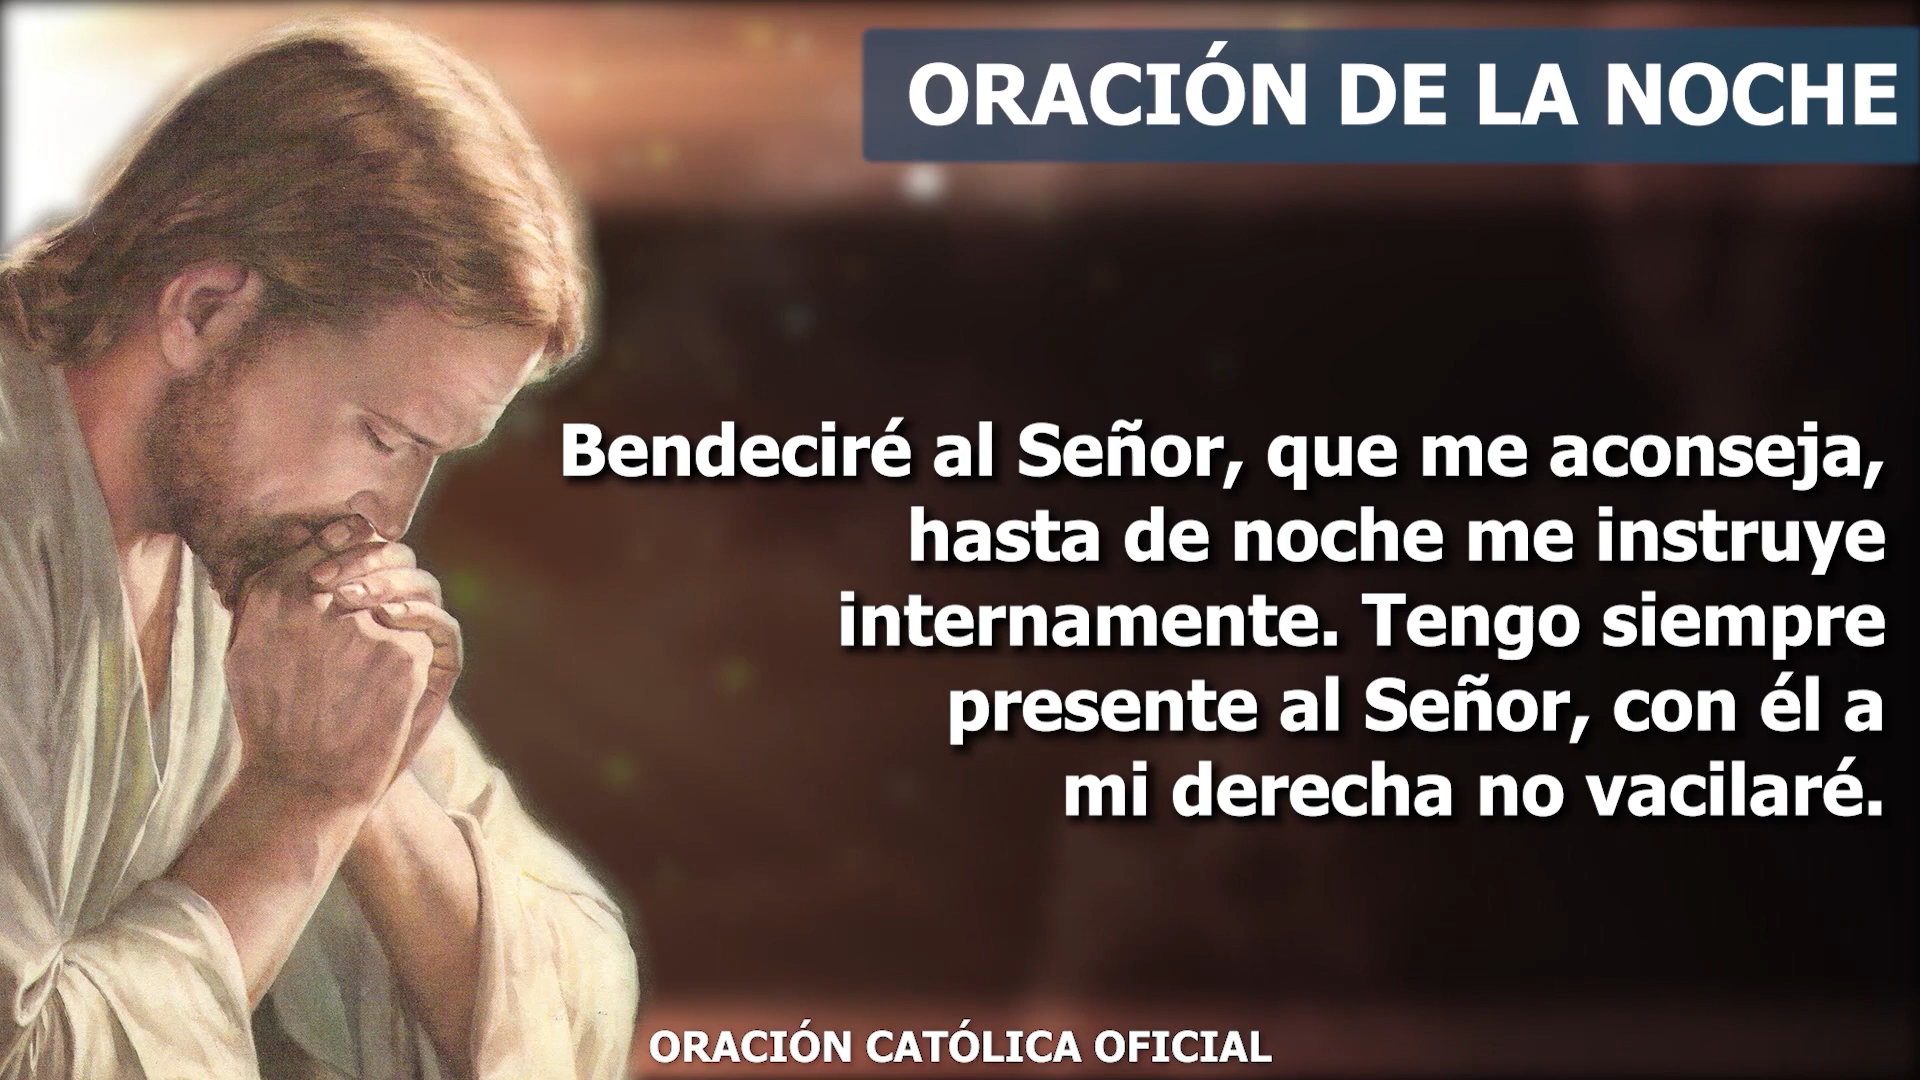 ORACIÓN DE LA NOCHE
Bendeciré al Señor, que me aconseja,
hasta de noche me instruye
internamente. Tengo siempre
presente al Señor, con él a
mi derecha no vacilaré.
ORACIÓN CATÓLICA OFICIAL